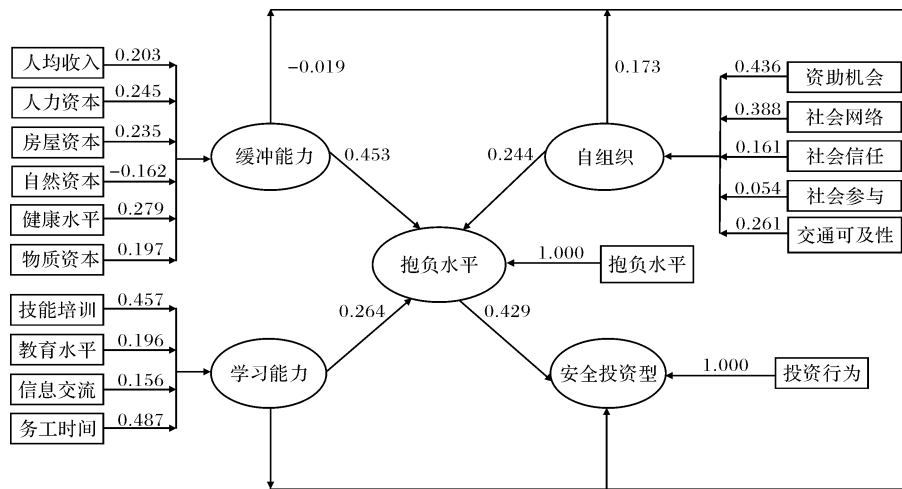 人均收入 0.203
人力资本 0.245
房屋资本 0.235
自然资本 -0.162
健康水平 0.279
物质资本 0.197
技能培训 0.457
教育水平 0.196
信息交流 0.156
务工时间 0.487
-0.019
0.173
缓冲能力
0.453
0.244
自组织
0.436 资助机会
0.388 社会网络
0.161 社会信任
0.054 社会参与
0.261 交通可及性
抱负水平
1.000
抱负水平
0.264
0.429
学习能力
安全投资型
1.000
投资行为